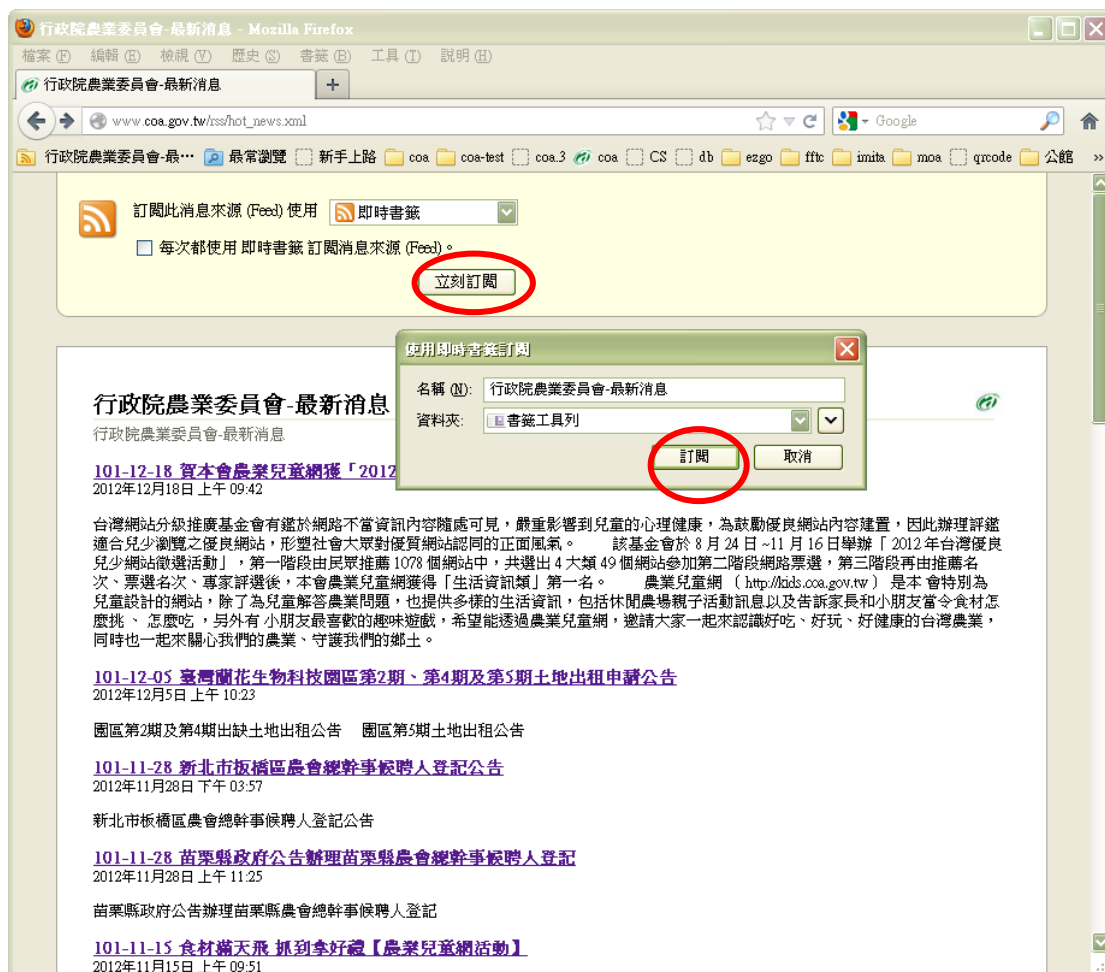 行政院農業委員會-最新消息 - Mozilla Firefox
檔案 (F) 編輯 (E) 檢視 (V) 歷史 (S) 書籤 (B) 工具 (T) 說明 (H)
行政院農業委員會-最新消息 +
www.coa.gov.tw/rss/hot_news.xml Google
行政院農業委員會-最… 最常瀏覽 新手上路 coa coa-test coa.3 coa CS db ezgo fftc imita moa qrcode 公館 »
訂閱此消息來源 (Feed) 使用 即時書籤
每次都使用 即時書籤 訂閱消息來源 (Feed)。
立刻訂閱
使用即時書籤訂閱
名稱 (N): 行政院農業委員會-最新消息
資料夾: 書籤工具列
訂閱 取消
行政院農業委員會-最新消息
行政院農業委員會-最新消息
101-12-18 賀本會農業兒童網獲「2012
2012年12月18日 上午 09:42
台灣網站分級推廣基金會有鑑於網路不當資訊內容隨處可見，嚴重影響到兒童的心理健康，為鼓勵優良網站內容建置，因此辦理評鑑
適合兒少瀏覽之優良網站，形塑社會大眾對優質網站認同的正面風氣。 該基金會於 8 月 24 日 ~11 月 16 日舉辦「 2012 年台灣優良
兒少網站徵選活動」，第一階段由民眾推薦 1078 個網站中，共選出 4 大類 49 個網站參加第二階段網路票選，第三階段再由推薦名
次、票選名次、專家評選後，本會農業兒童網獲得「生活資訊類」第一名。 農業兒童網 （ http://kids.coa.gov.tw ） 是本 會特別為
兒童設計的網站，除了為兒童解答農業問題，也提供多樣的生活資訊，包括休閒農場親子活動訊息以及告訴家長和小朋友當令食材怎
麼挑、 怎麼吃 ，另外有 小朋友最喜歡的趣味遊戲，希望能透過農業兒童網，邀請大家一起來認識好吃、好玩、好健康的台灣農業，
同時也一起來關心我們的農業、守護我們的鄉土。
101-12-05 臺灣蘭花生物科技園區第2期、第4期及第5期土地出租申請公告
2012年12月5日 上午 10:23
園區第2期及第4期出缺土地出租公告 園區第5期土地出租公告
101-11-28 新北市板橋區農會總幹事候聘人登記公告
2012年11月28日 下午 03:57
新北市板橋區農會總幹事候聘人登記公告
101-11-28 苗栗縣政府公告辦理苗栗縣農會總幹事候聘人登記
2012年11月28日 上午 11:25
苗栗縣政府公告辦理苗栗縣農會總幹事候聘人登記
101-11-15 食材滿天飛 抓到拿好禮【農業兒童網活動】
2012年11月15日 上午 09:51